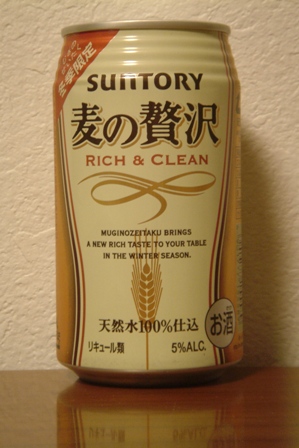 冬季限定
SUNTORY
麦の贅沢
RICH & CLEAN
MUGINOZEITAKU BRINGS
A NEW RICH TASTE TO YOUR TABLE
IN THE WINTER SEASON.
天然水100%仕込
お酒
リキュール類
5%ALC.